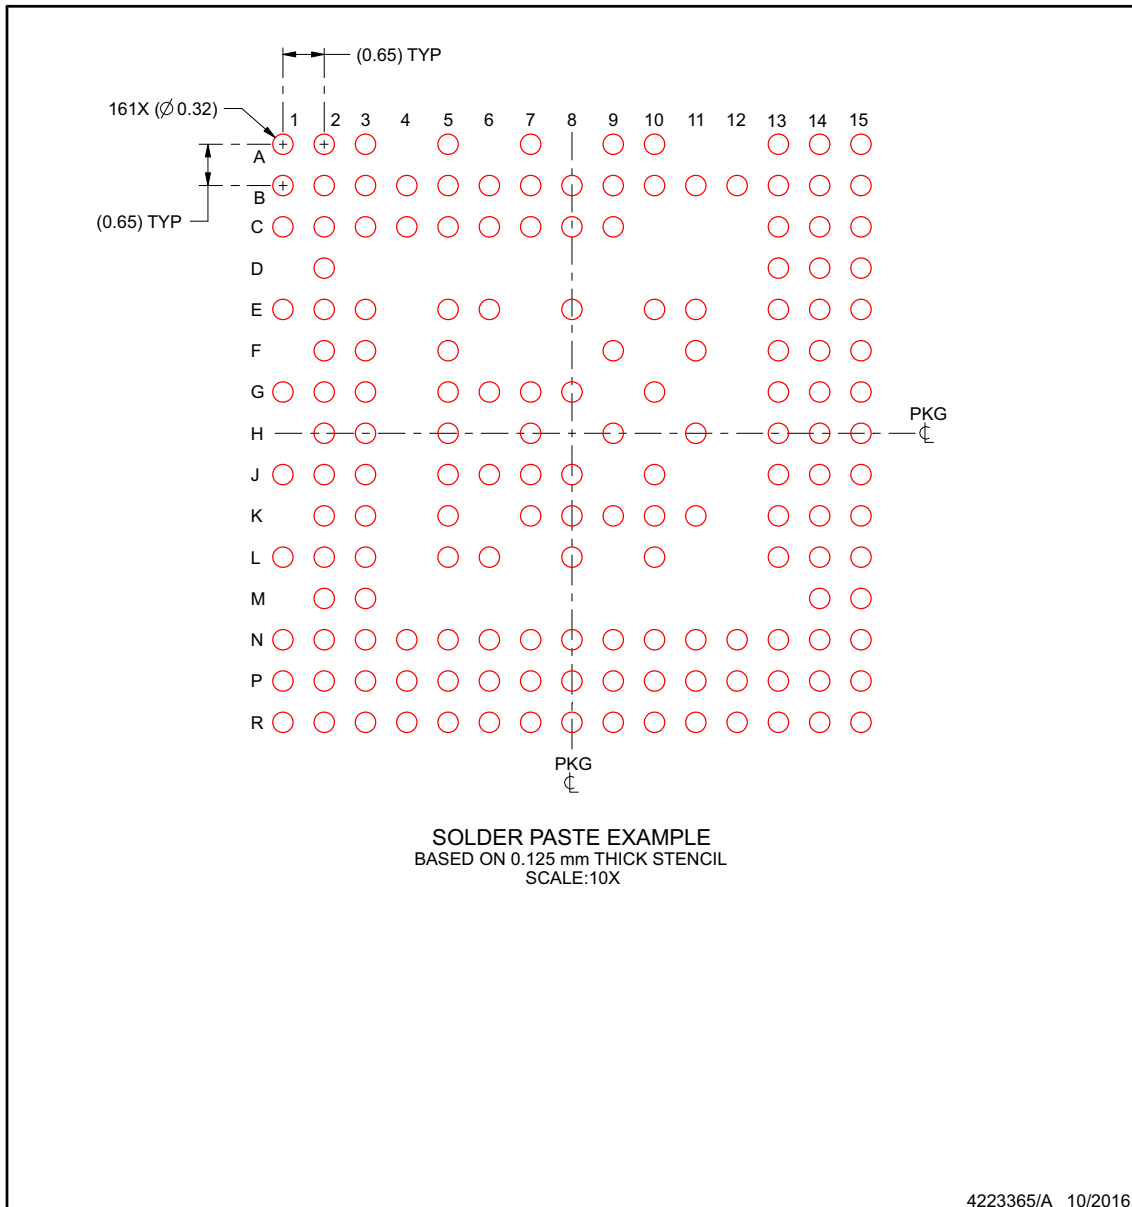 (0.65) TYP
161X (∅ 0.32)
1 2 3 4 5 6 7 8 9 10 11 12 13 14 15
A
B
(0.65) TYP
C
D
E
F
G
PKG
H
℄
J
K
L
M
N
P
R
PKG
℄
SOLDER PASTE EXAMPLE
BASED ON 0.125 mm THICK STENCIL
SCALE:10X
4223365/A 10/2016